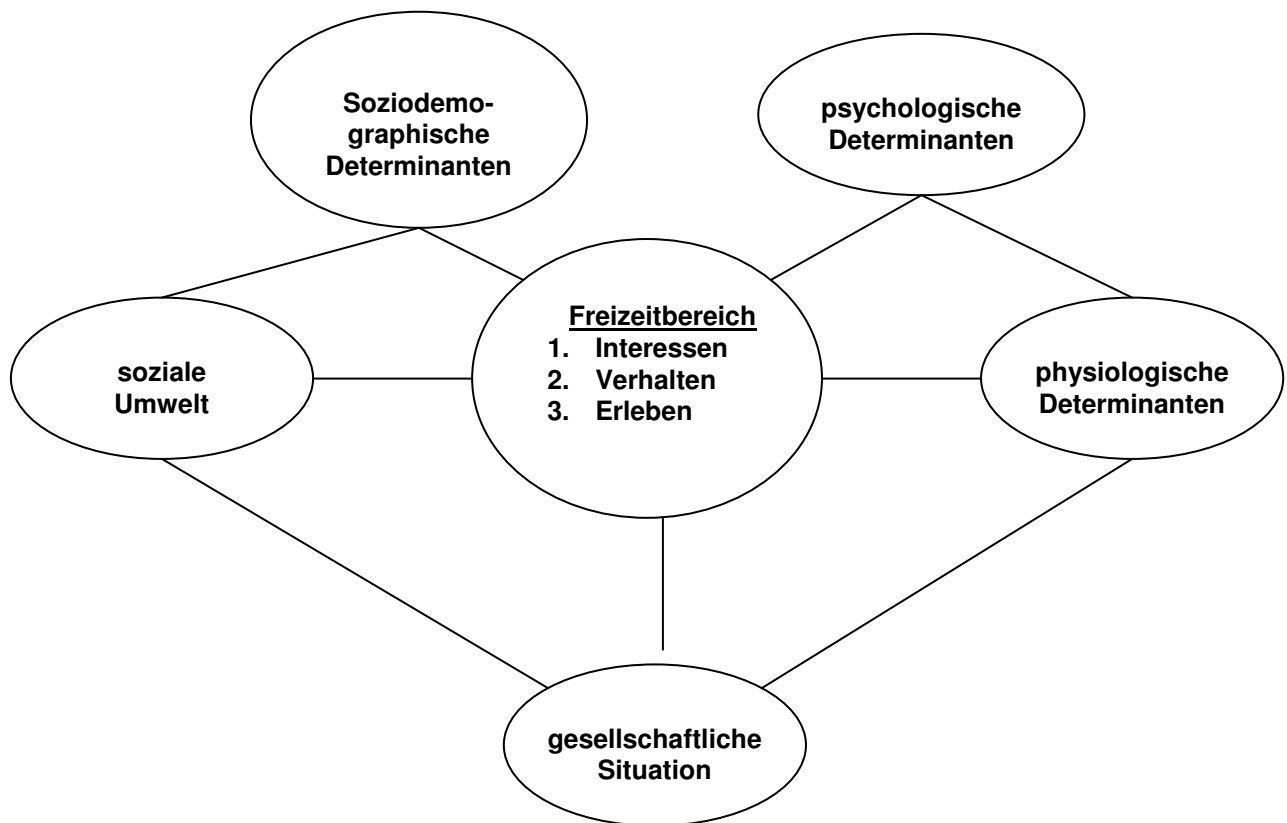 Soziodemo-
graphische
Determinanten
psychologische
Determinanten
Freizeitbereich
1. Interessen
2. Verhalten
3. Erleben
soziale
Umwelt
physiologische
Determinanten
gesellschaftliche
Situation